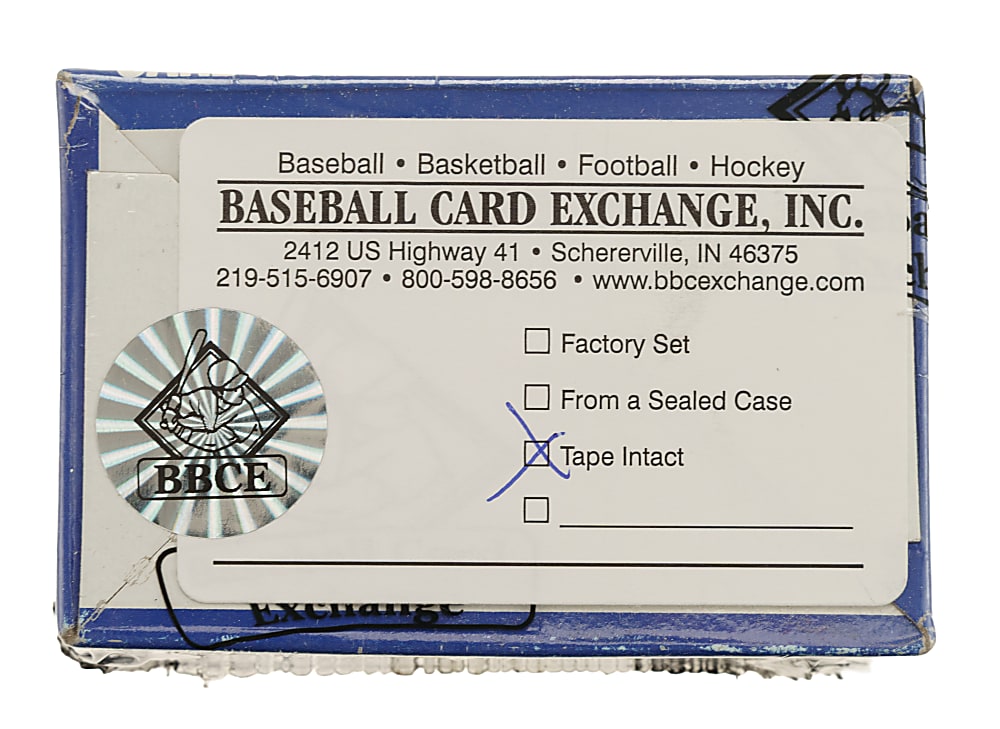 Baseball • Basketball • Football • Hockey
BASEBALL CARD EXCHANGE, INC.
2412 US Highway 41 • Schererville, IN 46375
219-515-6907 • 800-598-8656 • www.bbcexchange.com
Factory Set
From a Sealed Case
Tape Intact
BBCE
Exchange